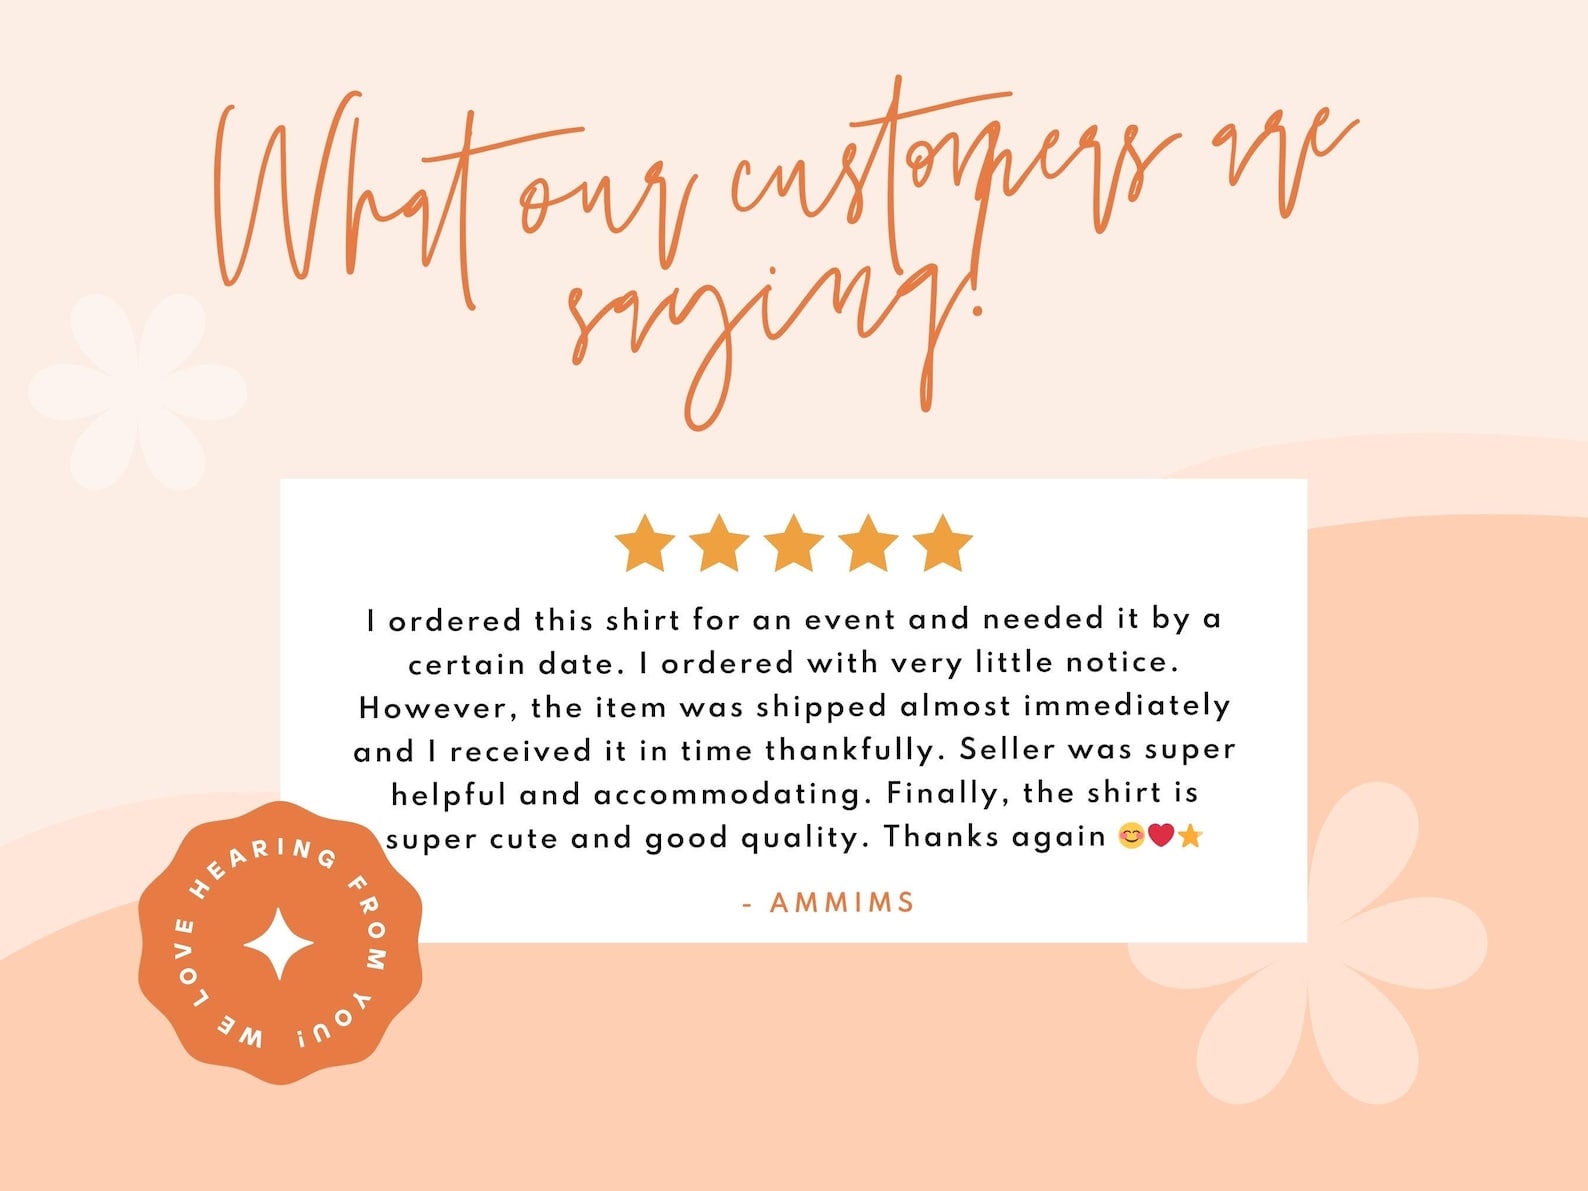 What our customers are
saying!
I ordered this shirt for an event and needed it by a
certain date. I ordered with very little notice.
However, the item was shipped almost immediately
and I received it in time thankfully. Seller was super
helpful and accommodating. Finally, the shirt is
super cute and good quality. Thanks again 😊❤️⭐
- AMMIMS
WE LOVE HEARING FROM YOU!